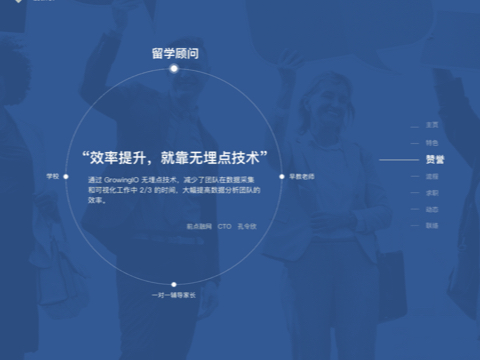 留学顾问
“效率提升，就靠无埋点技术”
通过 GrowingIO 无埋点技术，减少了团队在数据采集
和可视化工作中 2/3 的时间，大幅提高数据分析团队的
效率。
CTO
学校
早教老师
一对一辅导家长
主页
特色
赞誉
流程
求职
动态
联络